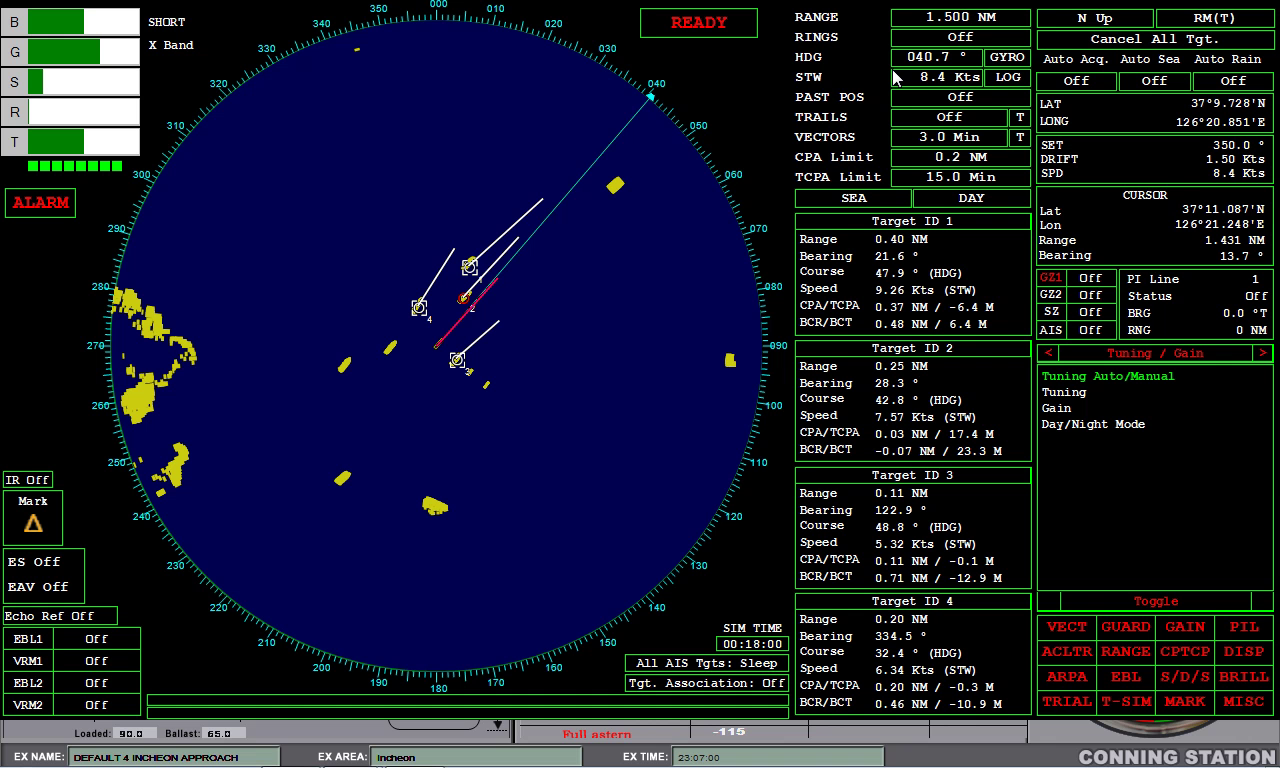 B
G
S
R
T
SHORT
X Band
ALARM
IR Off
Mark
ES Off
EAV Off
Echo Ref Off
EBL1 Off
VRM1 Off
EBL2 Off
VRM2 Off
READY
000
020
030
040
050
060
070
080
090
100
110
120
130
140
150
160
170
180
190
200
210
220
230
240
250
260
270
280
290
300
310
330
340
350
2
4
SIM TIME
00:18:00
All AIS Tgts: Sleep
Tgt. Association: Off
RANGE 1.500 NM
RINGS Off
HDG 040.7 ° GYRO
STW 8.4 Kts LOG
PAST POS Off
TRAILS Off T
VECTORS 3.0 Min T
CPA Limit 0.2 NM
TCPA Limit 15.0 Min
SEA DAY
Target ID 1
Range 0.40 NM
Bearing 21.6 °
Course 47.9 ° (HDG)
Speed 9.26 Kts (STW)
CPA/TCPA 0.37 NM / -6.4 M
BCR/BCT 0.48 NM / 6.4 M
Target ID 2
Range 0.25 NM
Bearing 28.3 °
Course 42.8 ° (HDG)
Speed 7.57 Kts (STW)
CPA/TCPA 0.03 NM / 17.4 M
BCR/BCT -0.07 NM / 23.3 M
Target ID 3
Range 0.11 NM
Bearing 122.9 °
Course 48.8 ° (HDG)
Speed 5.32 Kts (STW)
CPA/TCPA 0.11 NM / -0.1 M
BCR/BCT 0.71 NM / -12.9 M
Target ID 4
Range 0.20 NM
Bearing 334.5 °
Course 32.4 ° (HDG)
Speed 6.34 Kts (STW)
CPA/TCPA 0.20 NM / -0.3 M
BCR/BCT 0.46 NM / -10.9 M
N Up RM(T)
Cancel All Tgt.
Auto Acq. Auto Sea Auto Rain
Off Off Off
LAT 37°9.728'N
LONG 126°20.851'E
SET 350.0 °
DRIFT 1.50 Kts
SPD 8.4 Kts
CURSOR
Lat 37°11.087'N
Lon 126°21.248'E
Range 1.431 NM
Bearing 13.7 °
GZ1 Off
GZ2 Off
SZ Off
AIS Off
PI Line 1
Status Off
BRG 0.0 °T
RNG 0 NM
< Tuning / Gain >
Tuning Auto/Manual
Tuning
Gain
Day/Night Mode
Toggle
VECT GUARD GAIN PIL
ACLTR RANGE CPTCP DISP
ARPA EBL S/D/S BRILL
TRIAL T-SIM MARK MISC
Loaded: 90.0 Ballast: 65.0
Full astern -115
EX NAME: DEFAULT 4 INCHEON APPROACH EX AREA: Incheon EX TIME: 23:07:00
CONNING STATION